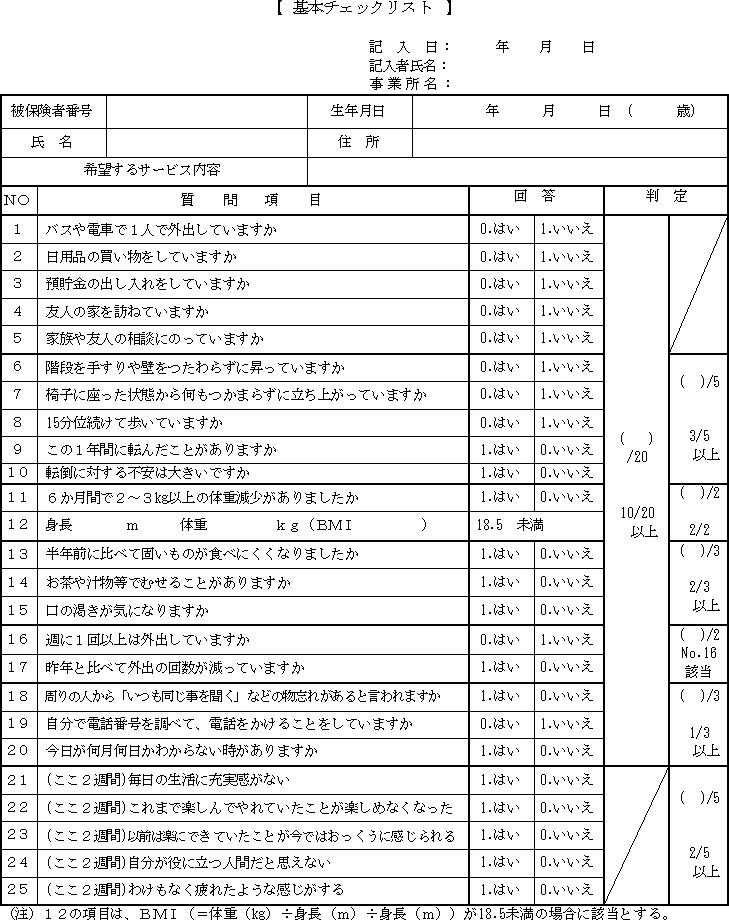 【 基本チェックリスト 】
記 入 日： 年 月 日
記入者氏名：
事業所名：
被保険者番号 生年月日 年 月 日 ( 歳)
氏 名 住 所
希望するサービス内容
ＮＯ 質 問 項 目 回 答 判 定
１ バスや電車で１人で外出していますか 0.はい 1.いいえ
２ 日用品の買い物をしていますか 0.はい 1.いいえ
３ 預貯金の出し入れをしていますか 0.はい 1.いいえ
４ 友人の家を訪ねていますか 0.はい 1.いいえ
５ 家族や友人の相談にのっていますか 0.はい 1.いいえ
６ 階段を手すりや壁をつたわらずに昇っていますか 0.はい 1.いいえ
７ 椅子に座った状態から何もつかまらずに立ち上がっていますか 0.はい 1.いいえ
８ 15分位続けて歩いていますか 0.はい 1.いいえ
９ この１年間に転んだことがありますか 1.はい 0.いいえ
１０ 転倒に対する不安は大きいですか 1.はい 0.いいえ
( )/5
3/5
以上
１１ ６か月間で２～３㎏以上の体重減少がありましたか 1.はい 0.いいえ
１２ 身長 ｍ 体重 ｋｇ（ＢＭＩ ） 18.5 未満
( )/2
2/2
１３ 半年前に比べて固いものが食べにくくなりましたか 1.はい 0.いいえ
１４ お茶や汁物等でむせることがありますか 1.はい 0.いいえ
１５ 口の渇きが気になりますか 1.はい 0.いいえ
( )/3
2/3
以上
１６ 週に１回以上は外出していますか 0.はい 1.いいえ
１７ 昨年と比べて外出の回数が減っていますか 1.はい 0.いいえ
( )/2
No.16
該当
１８ 周りの人から「いつも同じ事を聞く」などの物忘れがあると言われますか 1.はい 0.いいえ
１９ 自分で電話番号を調べて、電話をかけることをしていますか 0.はい 1.いいえ
２０ 今日が何月何日かわからない時がありますか 1.はい 0.いいえ
( )/3
1/3
以上
( )
/20
10/20
以上
２１ (ここ２週間)毎日の生活に充実感がない 1.はい 0.いいえ
２２ (ここ２週間)これまで楽しんでやれていたことが楽しめなくなった 1.はい 0.いいえ
２３ (ここ２週間)以前は楽にできていたことが今ではおっくうに感じられる 1.はい 0.いいえ
２４ (ここ２週間)自分が役に立つ人間だと思えない 1.はい 0.いいえ
２５ (ここ２週間)わけもなく疲れたような感じがする 1.はい 0.いいえ
( )/5
2/5
以上
(注) １２の項目は、ＢＭＩ（＝体重（㎏）÷身長（ｍ）÷身長（ｍ））が18.5未満の場合に該当とする。